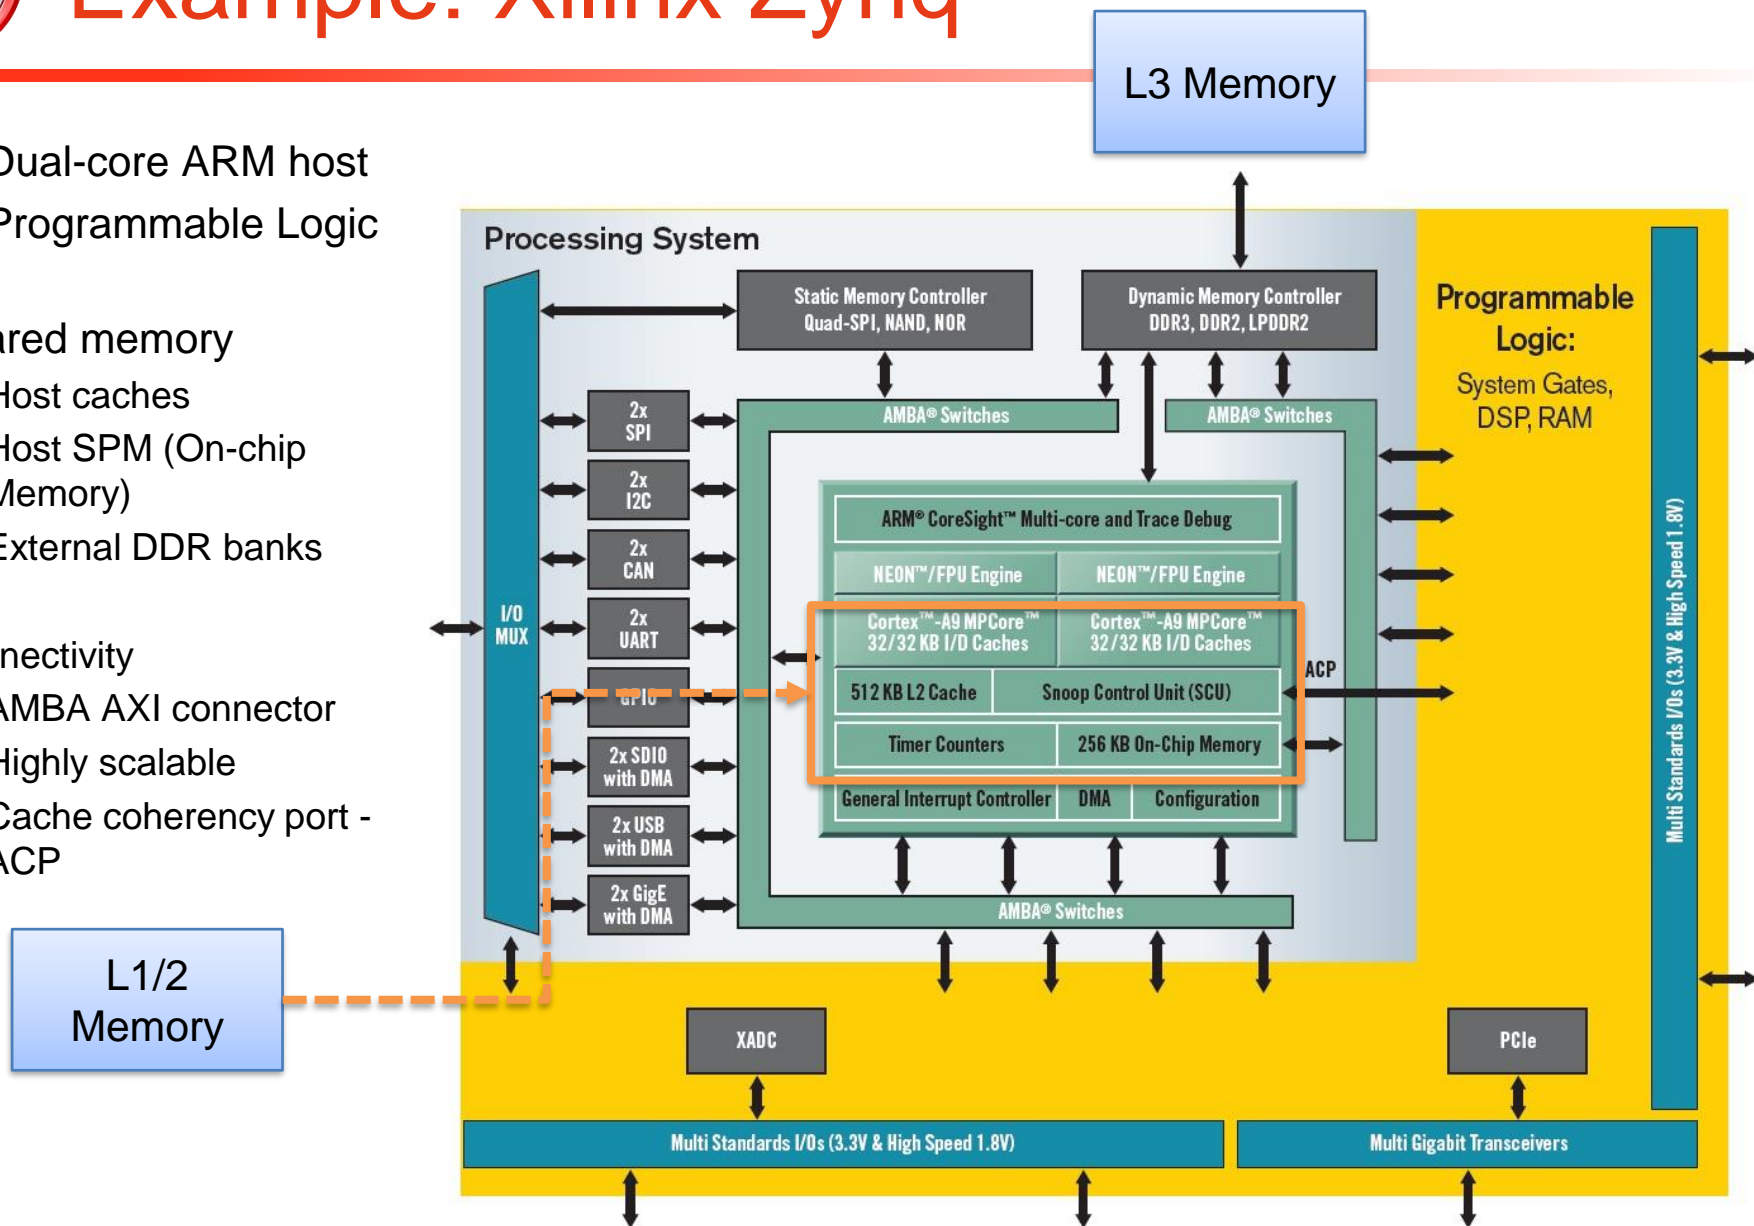 Example: Xilinx Zynq
L3 Memory
Dual-core ARM host
Programmable Logic
ared memory
Host caches
Host SPM (On-chip
Memory)
External DDR banks
nectivity
AMBA AXI connector
Highly scalable
Cache coherency port -
ACP
L1/2
Memory
Processing System
Static Memory Controller
Quad-SPI, NAND, NOR
Dynamic Memory Controller
DDR3, DDR2, LPDDR2
Programmable
Logic:
System Gates,
DSP, RAM
AMBA® Switches
AMBA® Switches
I/O
MUX
2x
SPI
2x
I2C
2x
CAN
2x
UART
GPIO
2x SDIO
with DMA
2x USB
with DMA
2x GigE
with DMA
ARM® CoreSight™ Multi-core and Trace Debug
NEON™/FPU Engine
NEON™/FPU Engine
Cortex™-A9 MPCore™
32/32 KB I/D Caches
Cortex™-A9 MPCore™
32/32 KB I/D Caches
512 KB L2 Cache
Snoop Control Unit (SCU)
ACP
Timer Counters
256 KB On-Chip Memory
General Interrupt Controller
DMA
Configuration
AMBA® Switches
Multi Standards I/Os (3.3V & High Speed 1.8V)
XADC
PCIe
Multi Standards I/Os (3.3V & High Speed 1.8V)
Multi Gigabit Transceivers